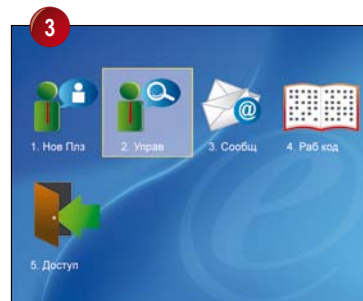 3
1. Нов Плз
2. Управ
3. Сообщ
4. Раб код
5. Доступ